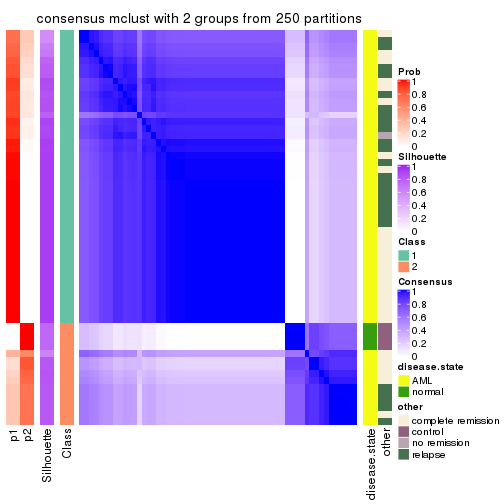 consensus mclust with 2 groups from 250 partitions
Prob
1
0.8
0.6
0.4
0.2
0
Silhouette
1
0.8
0.6
0.4
0.2
0
Class
1
2
Consensus
1
0.8
0.6
0.4
0.2
0
disease.state
AML
normal
other
complete remission
control
no remission
relapse
p1
p2
Silhouette
Class
disease.state
other